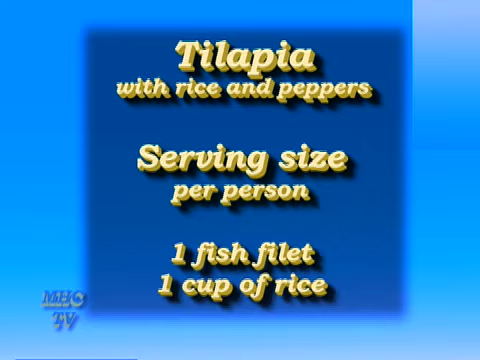 Tilapia
with rice and peppers
Serving size
per person
1 fish filet
1 cup of rice
MHC
TV